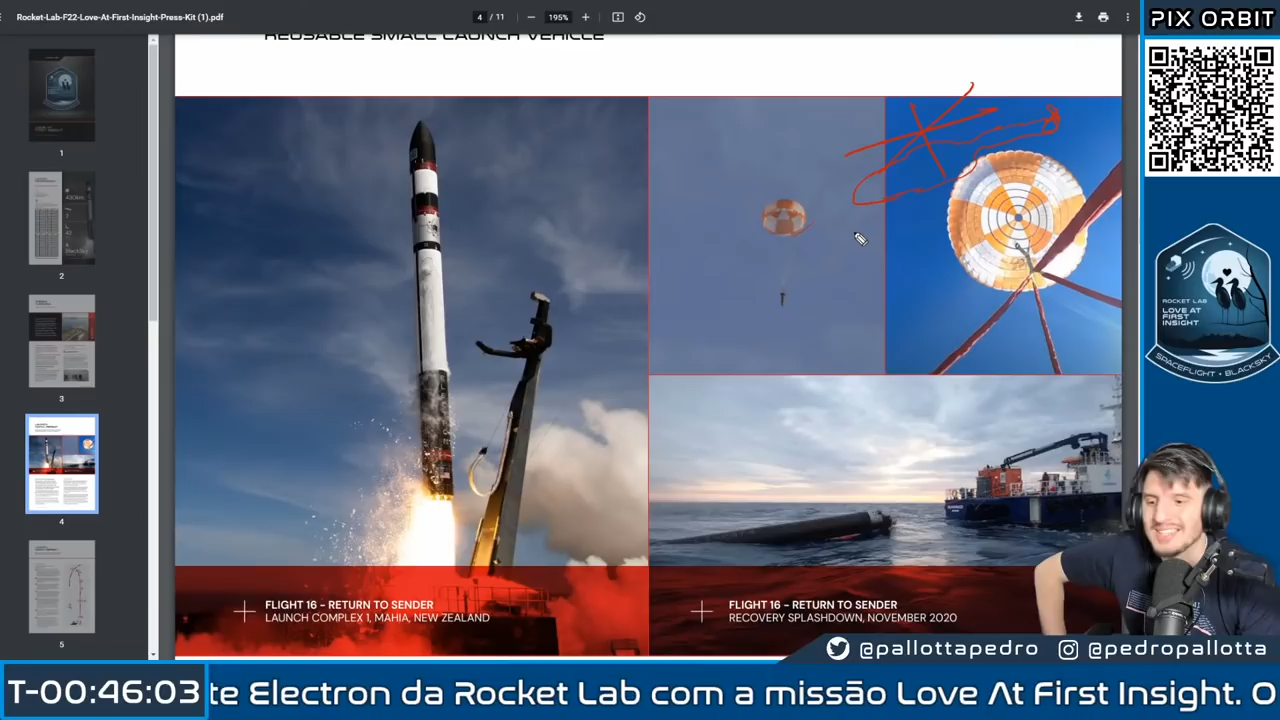 Rocket-Lab-F22-Love-At-First-Insight-Press-Kit (1).pdf
4 / 11
195%
PIX ORBIT
REUSABLE SMALL LAUNCH VEHICLE
1
2
3
4
5
ROCKET LAB
LOVE AT
FIRST
INSIGHT
SPACEFLIGHT • BLACKSKY
FLIGHT 16 - RETURN TO SENDER
LAUNCH COMPLEX 1, MAHIA, NEW ZEALAND
FLIGHT 16 - RETURN TO SENDER
RECOVERY SPLASHDOWN, NOVEMBER 2020
@pallottapedro
@pedropallotta
T-00:46:03
te Electron da Rocket Lab com a missão Love At First Insight. O